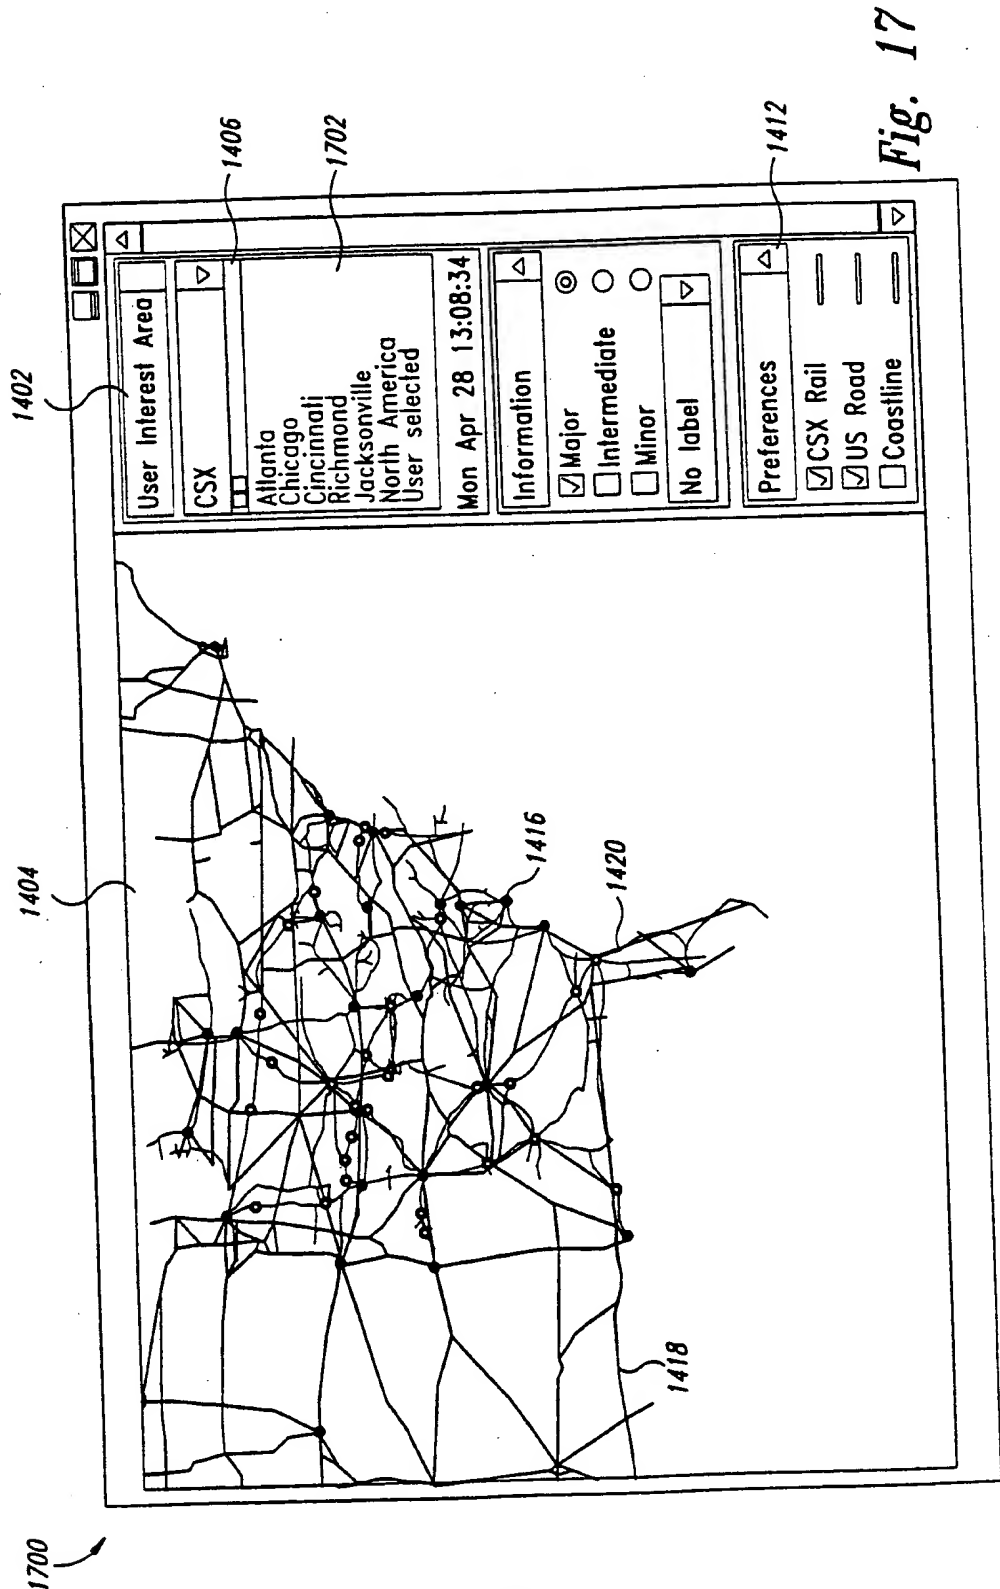 1700
1404
1402
User Interest Area
CSX
1406
Atlanta
Chicago
Cincinnati
Richmond
Jacksonville
North America
User selected
1702
Mon Apr 28 13:08:34
Information
Major
Intermediate
Minor
No label
Preferences
1412
CSX Rail
US Road
Coastline
1416
1420
1418
Fig. 17